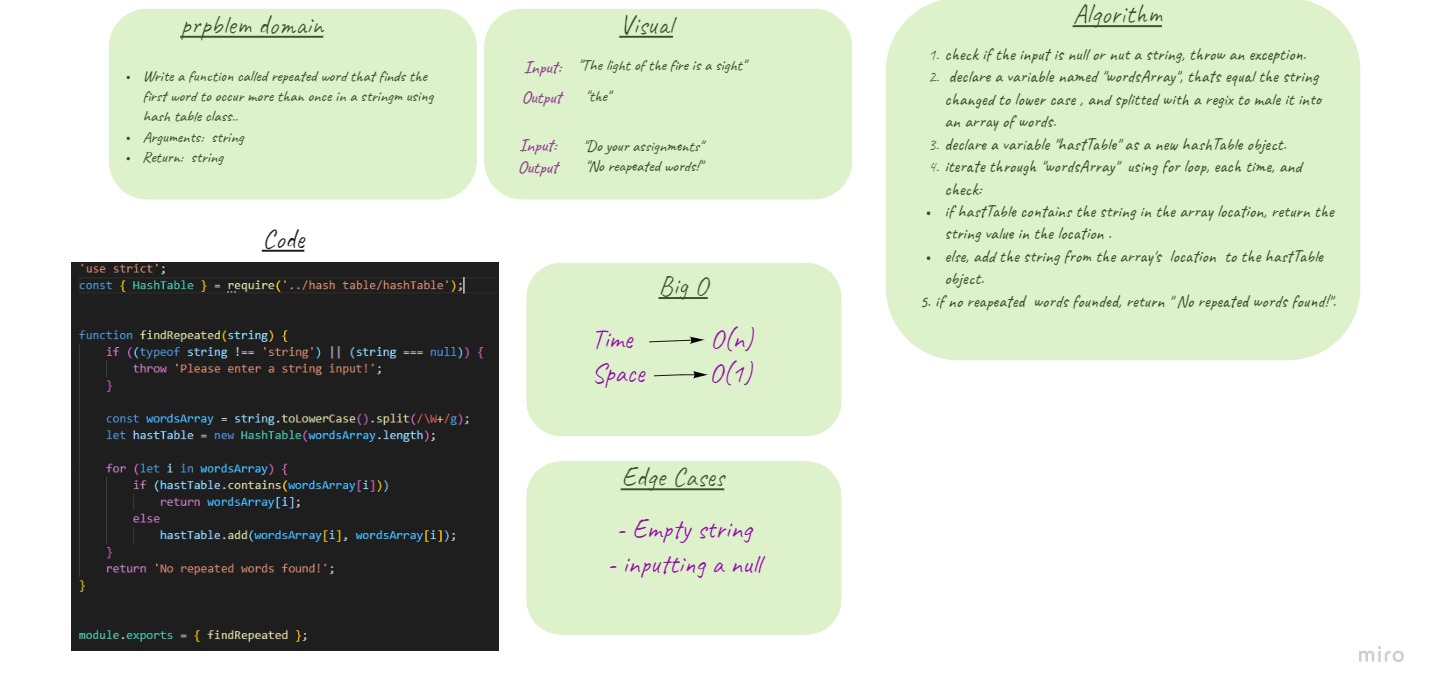 prpblem domain
• Write a function called repeated word that finds the
first word to occur more than once in a stringm using
hash table class..
• Arguments: string
• Return: string
Visual
Input: "The light of the fire is a sight"
Output "the"
Input: "Do your assignments"
Output "No reapeated words!"
Algorithm
1. check if the input is null or nut a string, throw an exception.
2. declare a variable named "wordsArray", thats equal the string
changed to lower case , and splitted with a regix to male it into
an array of words.
3. declare a variable "hastTable" as a new hashTable object.
4. iterate through "wordsArray" using for loop, each time, and
check:
• if hastTable contains the string in the array location, return the
string value in the location .
• else, add the string from the array's location to the hastTable
object.
5. if no reapeated words founded, return " No repeated words found!".
Code
'use strict';
const { HashTable } = require('../hash table/hashTable');
function findRepeated(string) {
if ((typeof string !== 'string') || (string === null)) {
throw 'Please enter a string input!';
}
const wordsArray = string.toLowerCase().split(/\W+/g);
let hastTable = new HashTable(wordsArray.length);
for (let i in wordsArray) {
if (hastTable.contains(wordsArray[i]))
return wordsArray[i];
else
hastTable.add(wordsArray[i], wordsArray[i]);
}
return 'No repeated words found!';
}
module.exports = { findRepeated };
Big O
Time O(n)
Space O(1)
Edge Cases
- Empty string
- inputting a null
miro